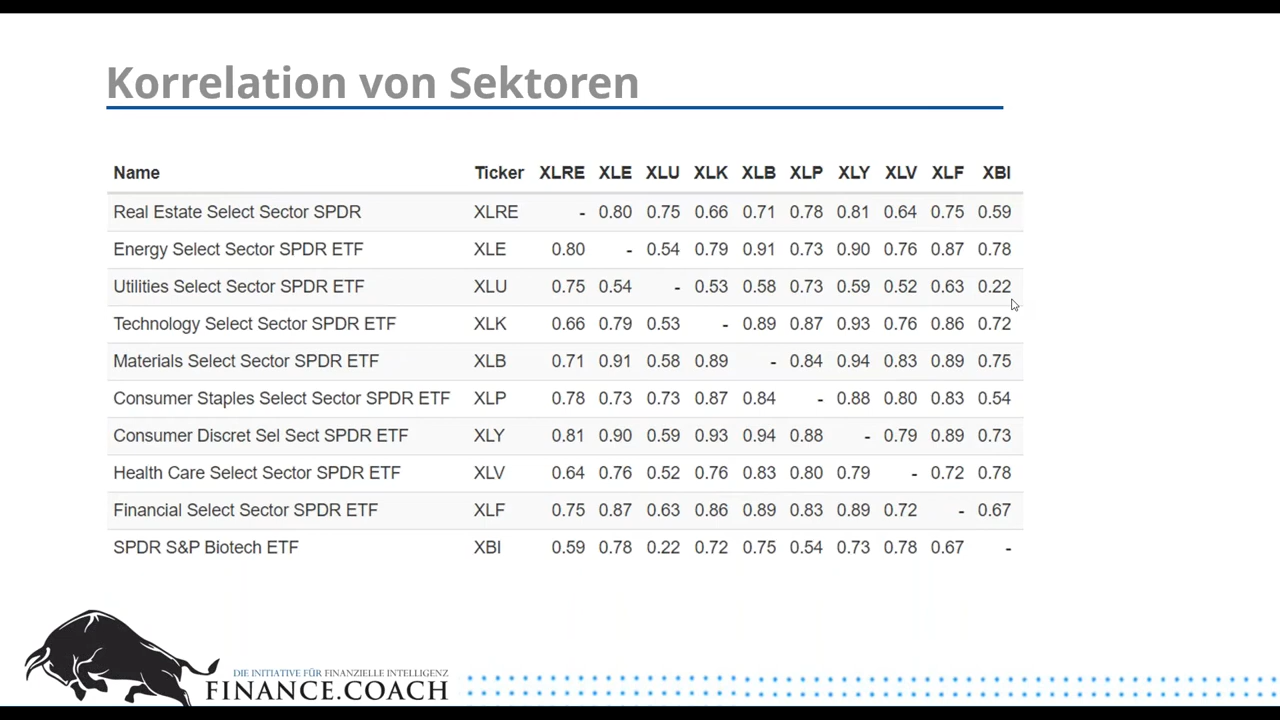 Korrelation von Sektoren
Name Ticker XLRE XLE XLU XLK XLB XLP XLY XLV XLF XBI
Real Estate Select Sector SPDR XLRE - 0.80 0.75 0.66 0.71 0.78 0.81 0.64 0.75 0.59
Energy Select Sector SPDR ETF XLE 0.80 - 0.54 0.79 0.91 0.73 0.90 0.76 0.87 0.78
Utilities Select Sector SPDR ETF XLU 0.75 0.54 - 0.53 0.58 0.73 0.59 0.52 0.63 0.22
Technology Select Sector SPDR ETF XLK 0.66 0.79 0.53 - 0.89 0.87 0.93 0.76 0.86 0.72
Materials Select Sector SPDR ETF XLB 0.71 0.91 0.58 0.89 - 0.84 0.94 0.83 0.89 0.75
Consumer Staples Select Sector SPDR ETF XLP 0.78 0.73 0.73 0.87 0.84 - 0.88 0.80 0.83 0.54
Consumer Discret Sel Sect SPDR ETF XLY 0.81 0.90 0.59 0.93 0.94 0.88 - 0.79 0.89 0.73
Health Care Select Sector SPDR ETF XLV 0.64 0.76 0.52 0.76 0.83 0.80 0.79 - 0.72 0.78
Financial Select Sector SPDR ETF XLF 0.75 0.87 0.63 0.86 0.89 0.83 0.89 0.72 - 0.67
SPDR S&P Biotech ETF XBI 0.59 0.78 0.22 0.72 0.75 0.54 0.73 0.78 0.67 -
DIE INITIATIVE FÜR FINANZIELLE INTELLIGENZ
FINANCE.COACH